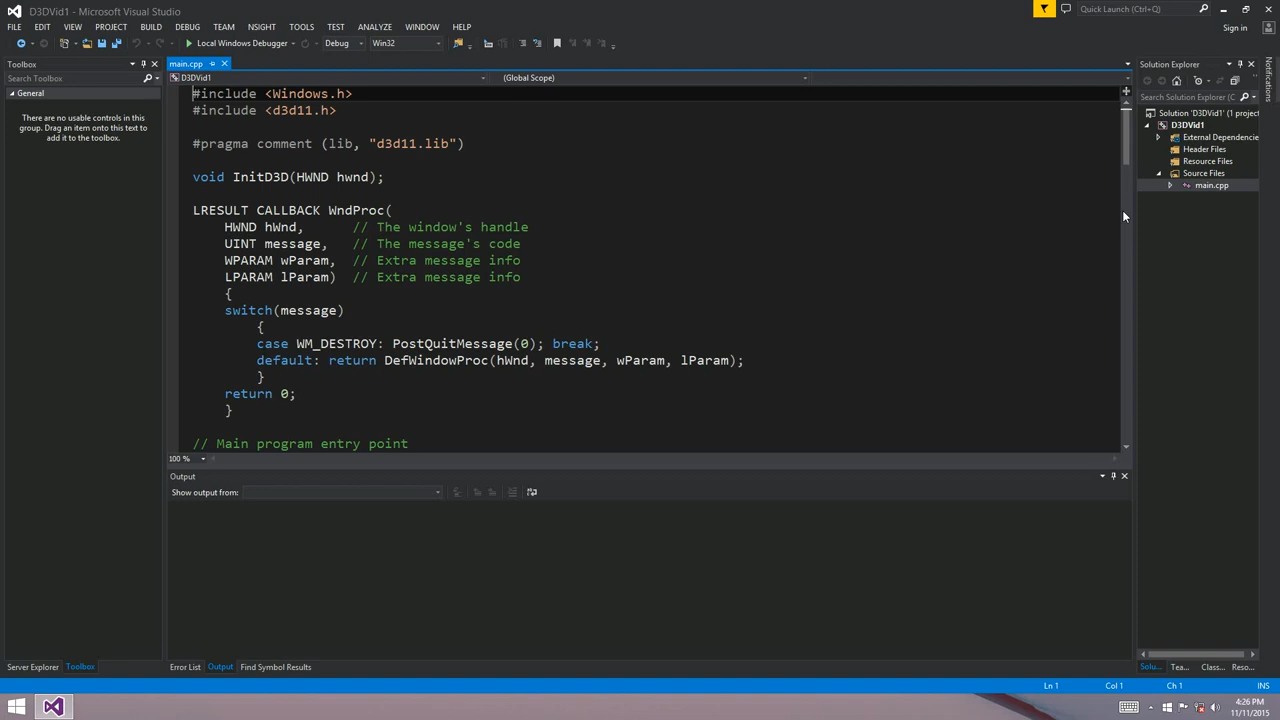 D3DVid1 - Microsoft Visual Studio
Quick Launch (Ctrl+Q)
FILE EDIT VIEW PROJECT BUILD DEBUG TEAM NSIGHT TOOLS TEST ANALYZE WINDOW HELP
Sign in
Local Windows Debugger Debug Win32
Toolbox
Search Toolbox
General
There are no usable controls in this
group. Drag an item onto this text to
add it to the toolbox.
main.cpp
D3DVid1 (Global Scope)
#include <Windows.h>
#include <d3d11.h>
#pragma comment (lib, "d3d11.lib")
void InitD3D(HWND hwnd);
LRESULT CALLBACK WndProc(
HWND hWnd, // The window's handle
UINT message, // The message's code
WPARAM wParam, // Extra message info
LPARAM lParam) // Extra message info
{
switch(message)
{
case WM_DESTROY: PostQuitMessage(0); break;
default: return DefWindowProc(hWnd, message, wParam, lParam);
}
return 0;
}
// Main program entry point
100 %
Output
Show output from:
Solution Explorer
Search Solution Explorer (C
Solution 'D3DVid1' (1 project
D3DVid1
External Dependencie
Header Files
Resource Files
Source Files
main.cpp
Notifications
Server Explorer Toolbox
Error List Output Find Symbol Results
Solu... Tea... Class... Reso...
Ln 1 Col 1 Ch 1 INS
4:26 PM
11/11/2015